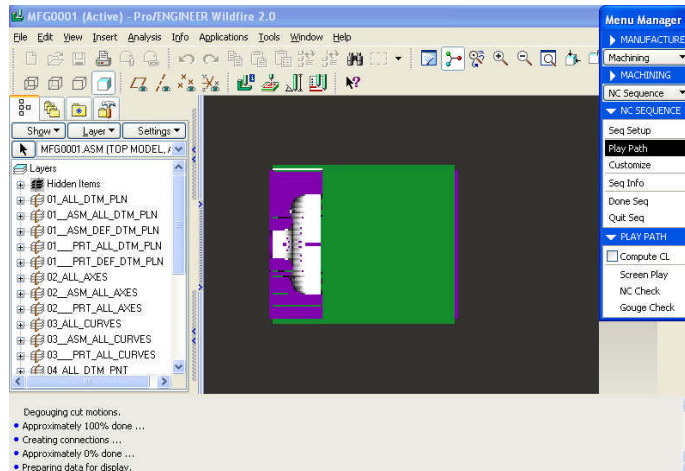 MFG0001 (Active) - Pro/ENGINEER Wildfire 2.0
File Edit View Insert Analysis Info Applications Tools Window Help
Show Layer Settings
MFG0001.ASM (TOP MODEL, 
Layers
Hidden Items
01_ALL_DTM_PLN
01__ASM_ALL_DTM_PLN
01__ASM_DEF_DTM_PLN
01___PRT_ALL_DTM_PLN
01___PRT_DEF_DTM_PLN
02_ALL_AXES
02__ASM_ALL_AXES
02___PRT_ALL_AXES
03_ALL_CURVES
03__ASM_ALL_CURVES
03___PRT_ALL_CURVES
04 ALL DTM PNT
Menu Manager
MANUFACTURE
Machining
MACHINING
NC Sequence
NC SEQUENCE
Seq Setup
Play Path
Customize
Seq Info
Done Seq
Quit Seq
PLAY PATH
Compute CL
Screen Play
NC Check
Gouge Check
Degouging cut motions.
• Approximately 100% done ...
• Creating connections ...
• Approximately 0% done ...
• Preparing data for display.